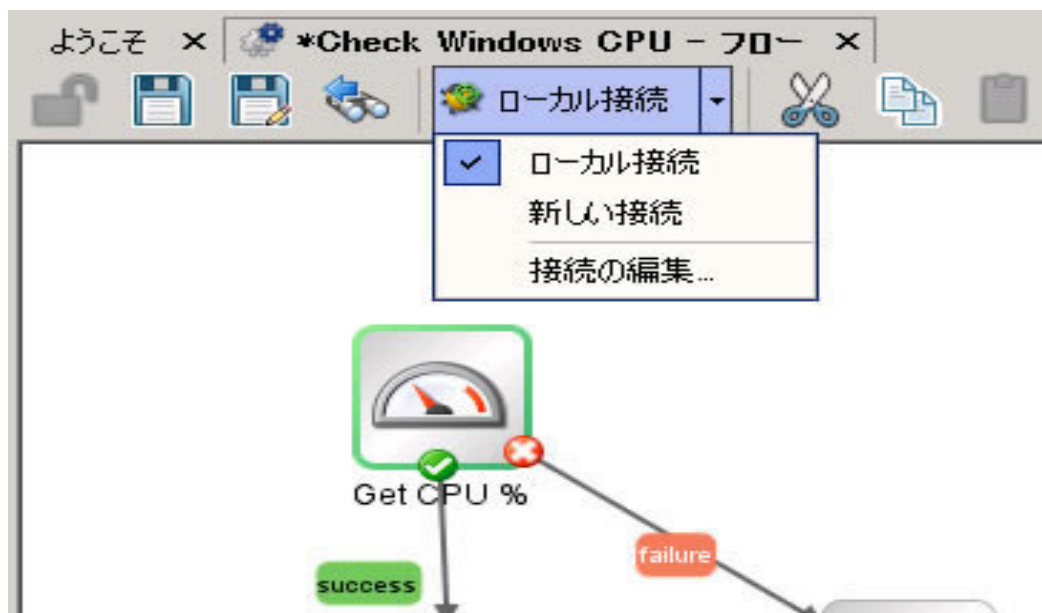 ようこそ
*Check Windows CPU - フロー
ローカル接続
ローカル接続
新しい接続
接続の編集...
Get CPU %
success
failure